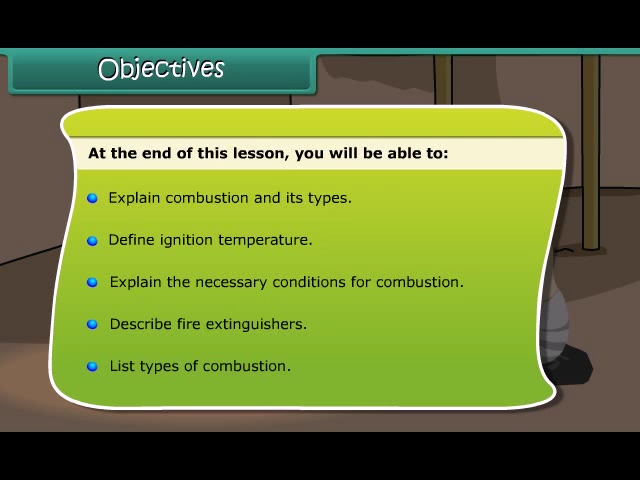 Objectives
At the end of this lesson, you will be able to:
Explain combustion and its types.
Define ignition temperature.
Explain the necessary conditions for combustion.
Describe fire extinguishers.
List types of combustion.